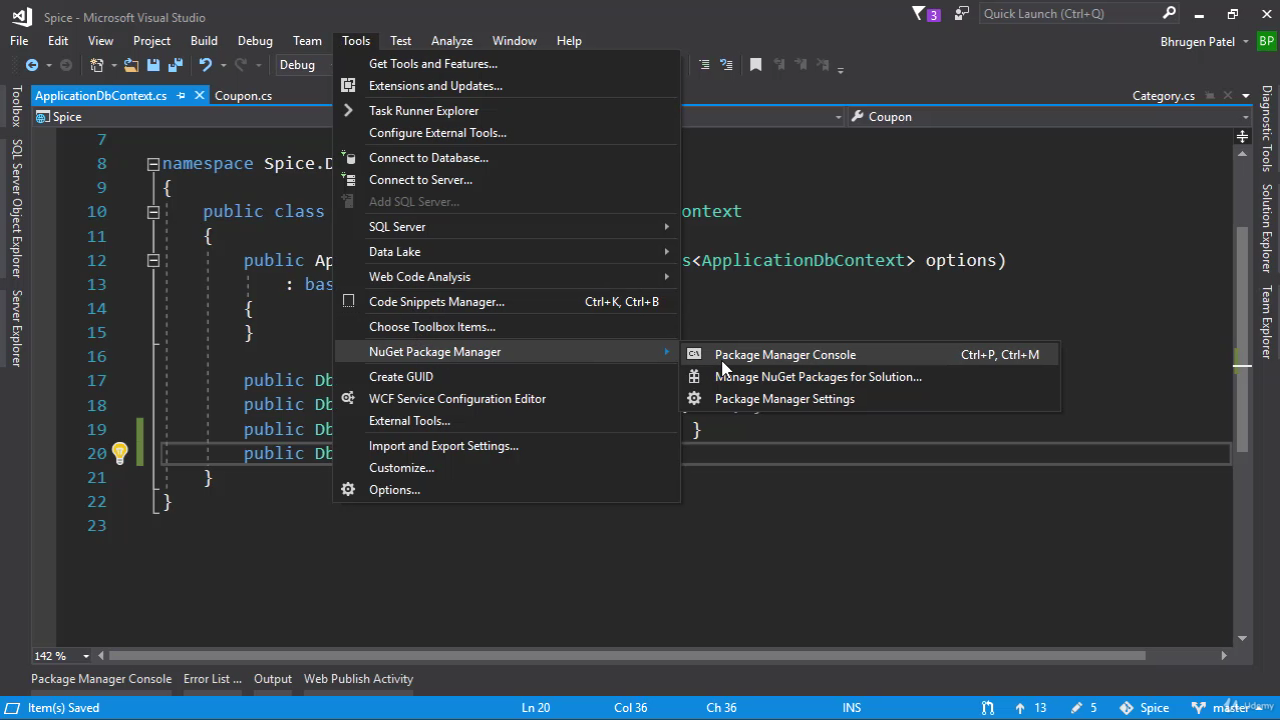 Spice - Microsoft Visual Studio
3
Quick Launch (Ctrl+Q)
File Edit View Project Build Debug Team Tools Test Analyze Window Help
Bhrugen Patel
BP
Debug
ApplicationDbContext.cs
Coupon.cs
Category.cs
Spice
Coupon
Toolbox
SQL Server Object Explorer
Server Explorer
Diagnostic Tools
Solution Explorer
Team Explorer
Get Tools and Features...
Extensions and Updates...
Task Runner Explorer
Configure External Tools...
Connect to Database...
Connect to Server...
Add SQL Server...
SQL Server
Data Lake
Web Code Analysis
Code Snippets Manager... Ctrl+K, Ctrl+B
Choose Toolbox Items...
NuGet Package Manager
Create GUID
WCF Service Configuration Editor
External Tools...
Import and Export Settings...
Customize...
Options...
Package Manager Console Ctrl+P, Ctrl+M
Manage NuGet Packages for Solution...
Package Manager Settings
7
8 namespace Spice.D
9 {
10 public class ontext
11 {
12 public Ap s<ApplicationDbContext> options)
13 : bas
14 {
15 }
16
17 public Db
18 public Db
19 public Db }
20 public Db
21 }
22 }
23
142 %
Package Manager Console Error List ... Output Web Publish Activity
Item(s) Saved Ln 20 Col 36 Ch 36 INS 13 5 Spice master
Udemy